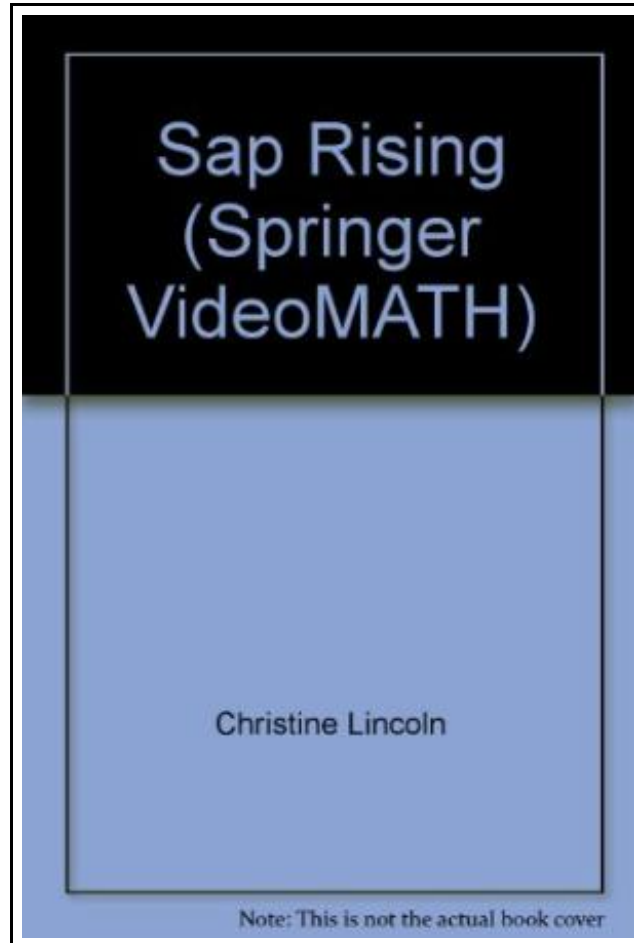 Sap Rising
(Springer
VideoMATH)
Christine Lincoln
Note: This is not the actual book cover